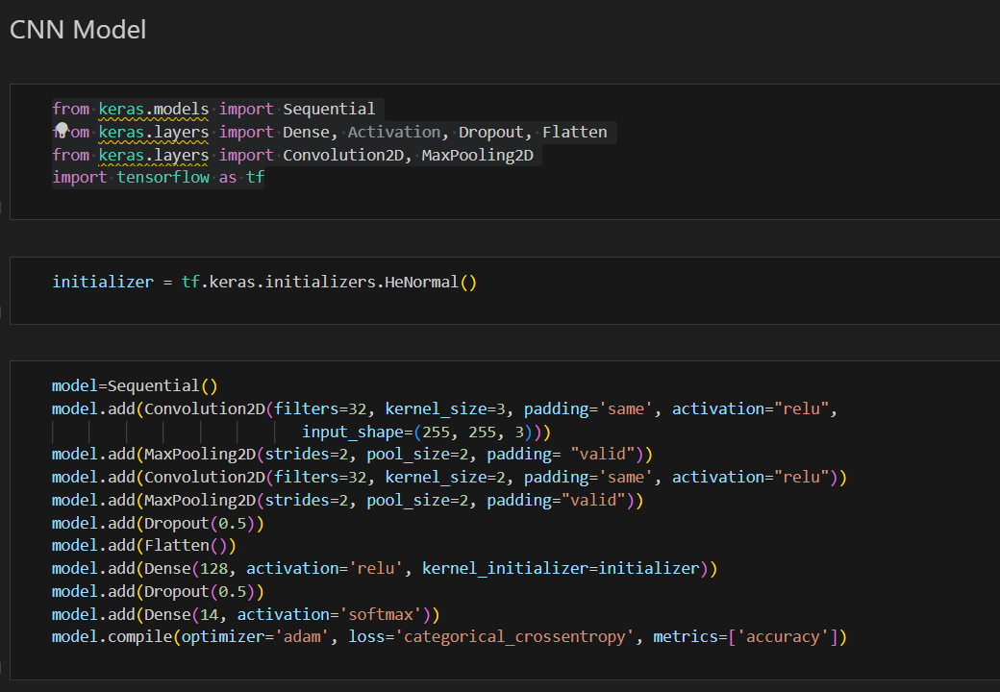 CNN Model
from keras.models import Sequential
from keras.layers import Dense, Activation, Dropout, Flatten
from keras.layers import Convolution2D, MaxPooling2D
import tensorflow as tf
initializer = tf.keras.initializers.HeNormal()
model=Sequential()
model.add(Convolution2D(filters=32, kernel_size=3, padding='same', activation="relu",
input_shape=(255, 255, 3)))
model.add(MaxPooling2D(strides=2, pool_size=2, padding= "valid"))
model.add(Convolution2D(filters=32, kernel_size=2, padding='same', activation="relu"))
model.add(MaxPooling2D(strides=2, pool_size=2, padding="valid"))
model.add(Dropout(0.5))
model.add(Flatten())
model.add(Dense(128, activation='relu', kernel_initializer=initializer))
model.add(Dropout(0.5))
model.add(Dense(14, activation='softmax'))
model.compile(optimizer='adam', loss='categorical_crossentropy', metrics=['accuracy'])